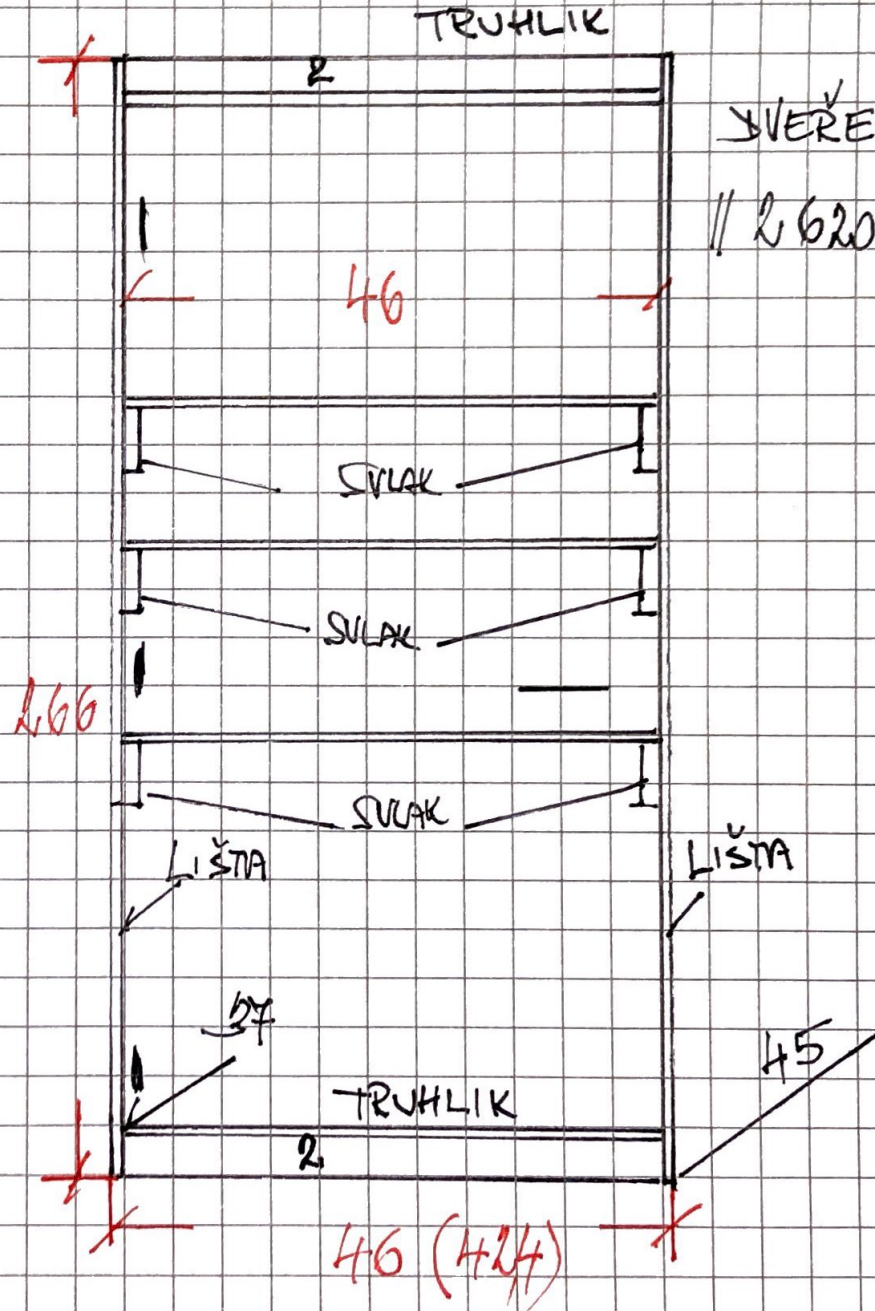 TRUHLIK
2
DVEŘE
// 2620
46
SVLAK
SVLAK
266
SVLAK
LIŠTA
LIŠTA
37
45
TRUHLIK
2
46 (424)